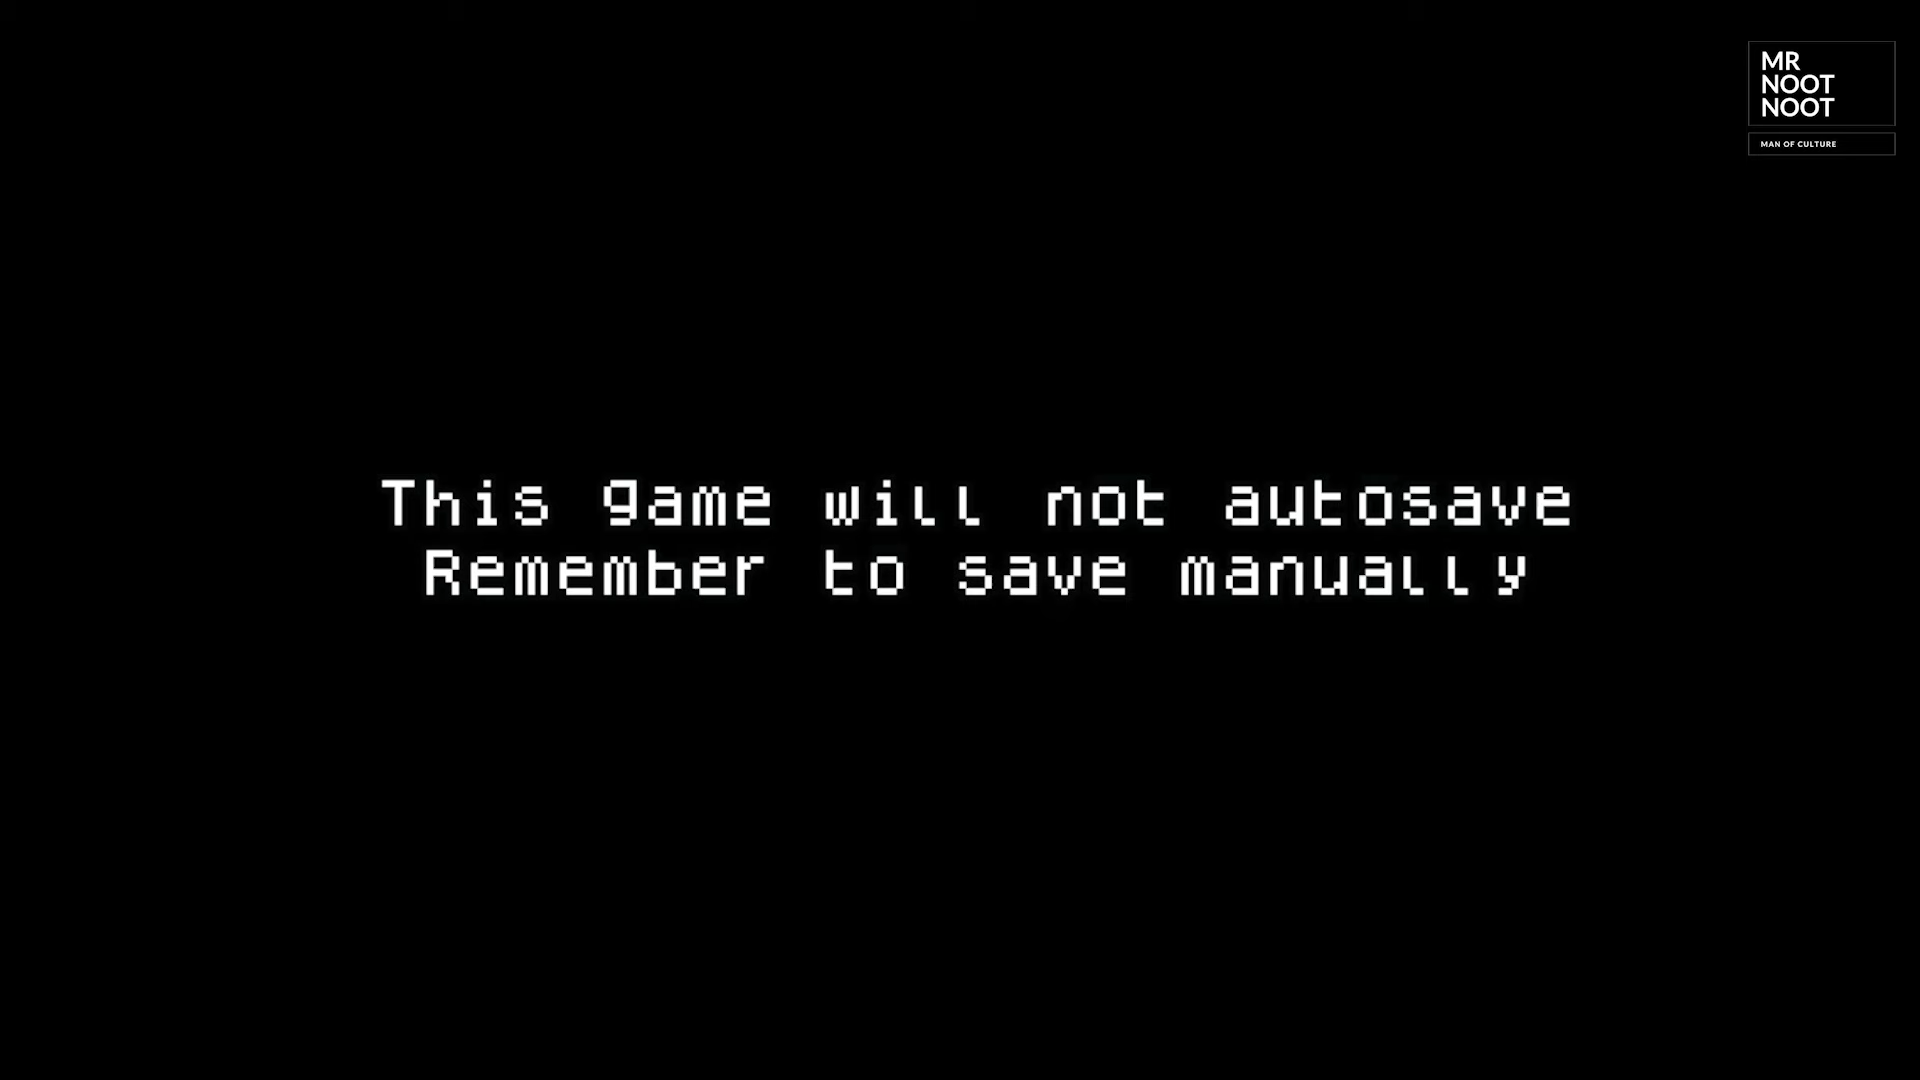 MR
NOOT
NOOT
MAN OF CULTURE
This game will not autosave
Remember to save manually